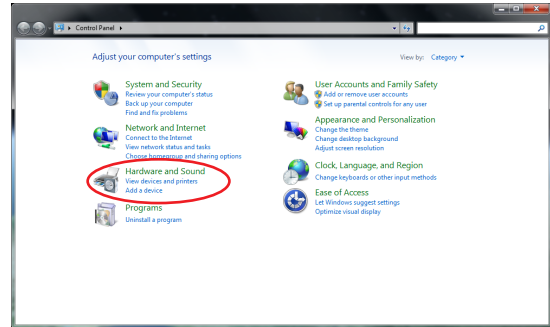 Control Panel
Adjust your computer's settings
View by: Category
System and Security
Review your computer's status
Back up your computer
Find and fix problems
Network and Internet
Connect to the Internet
View network status and tasks
Choose homegroup and sharing options
Hardware and Sound
View devices and printers
Add a device
Programs
Uninstall a program
User Accounts and Family Safety
Add or remove user accounts
Set up parental controls for any user
Appearance and Personalization
Change the theme
Change desktop background
Adjust screen resolution
Clock, Language, and Region
Change keyboards or other input methods
Ease of Access
Let Windows suggest settings
Optimize visual display